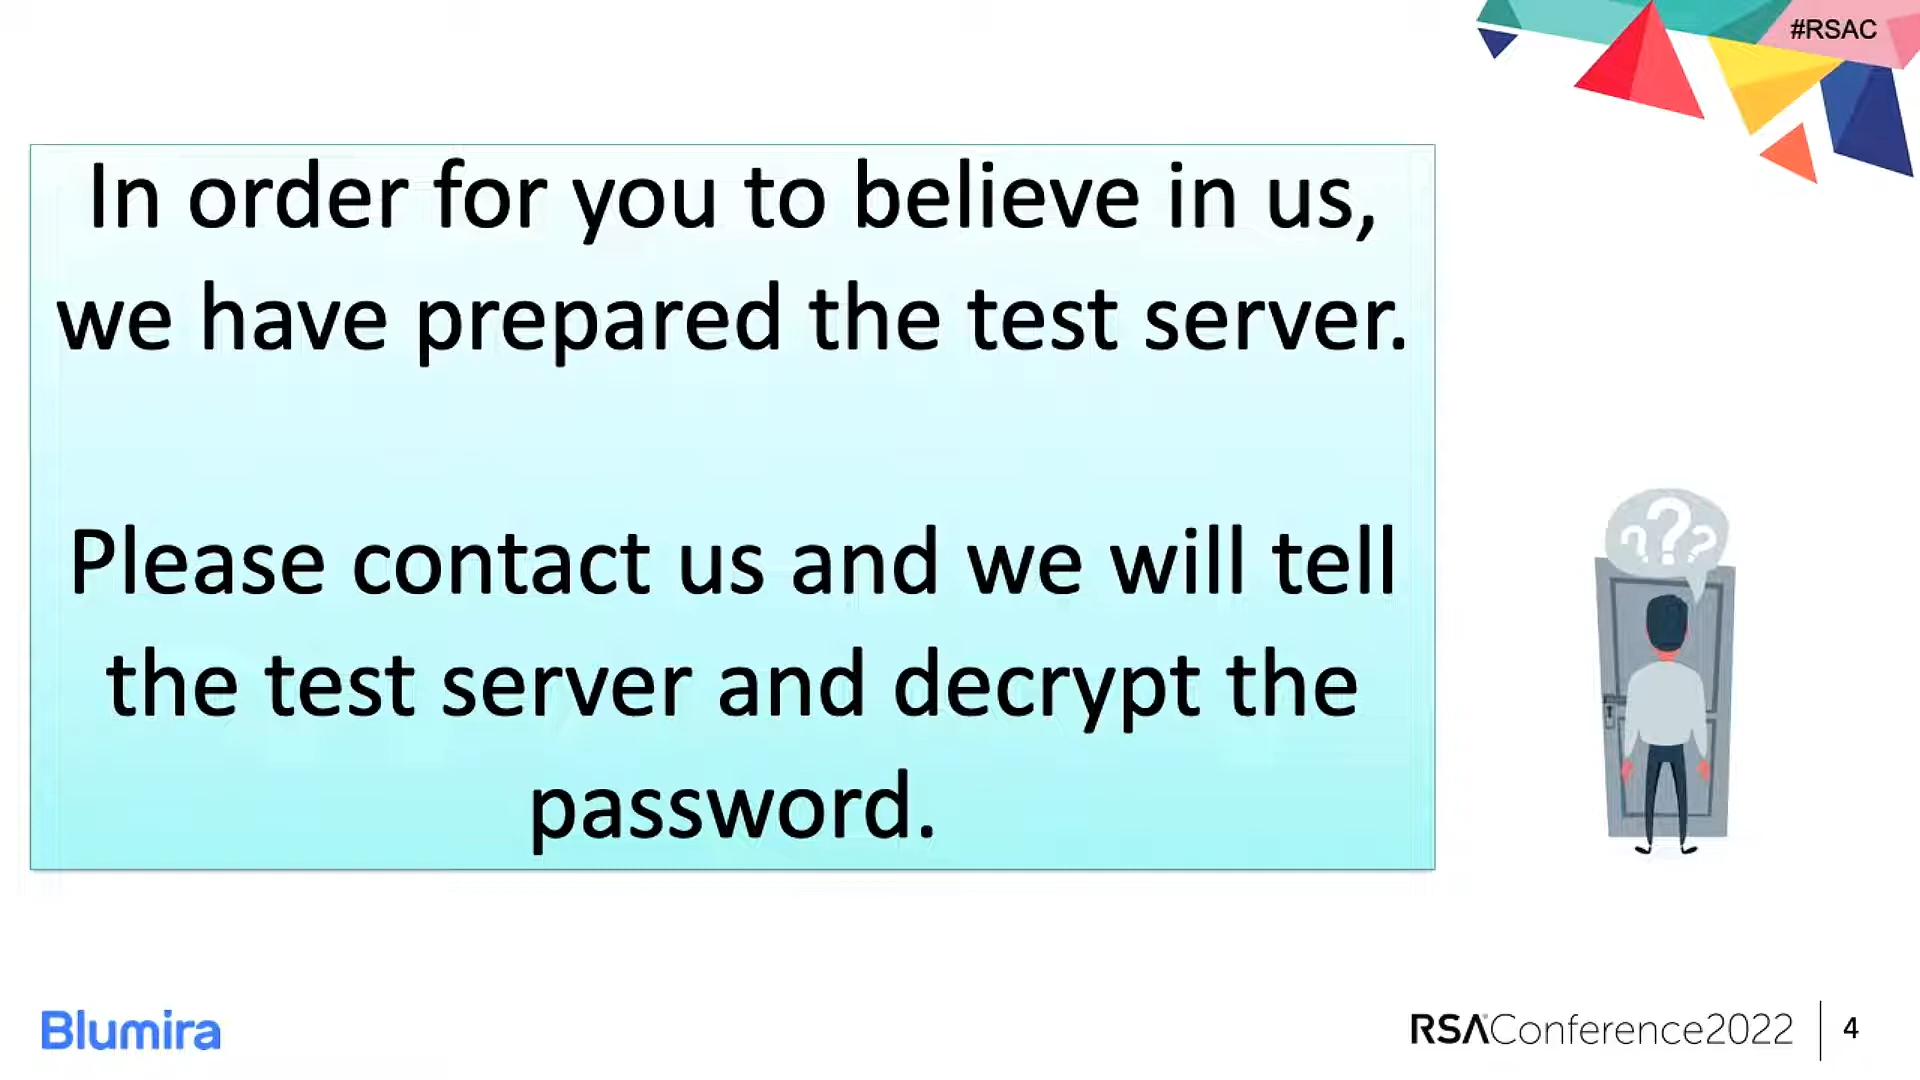 #RSAC
In order for you to believe in us,
we have prepared the test server.
Please contact us and we will tell
the test server and decrypt the
password.
???
Blumira
RSAConference2022
4